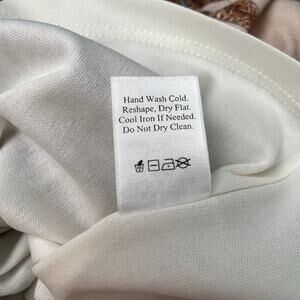 Hand Wash Cold.
Reshape, Dry Flat.
Cool Iron If Needed.
Do Not Dry Clean.